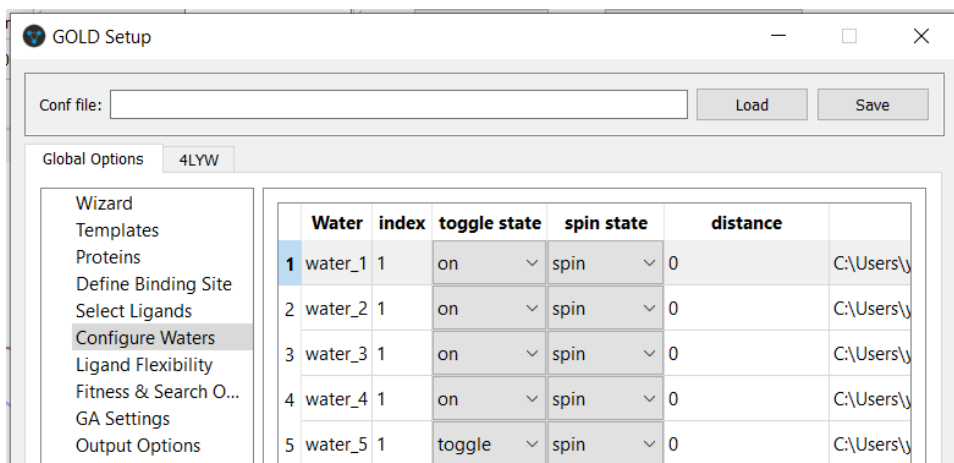 GOLD Setup
Conf file: Load Save
Global Options 4LYW
Wizard
Templates
Proteins
Define Binding Site
Select Ligands
Configure Waters
Ligand Flexibility
Fitness & Search O...
GA Settings
Output Options
Water index toggle state spin state distance
1 water_1 1 on spin 0 C:\Users\y
2 water_2 1 on spin 0 C:\Users\y
3 water_3 1 on spin 0 C:\Users\y
4 water_4 1 on spin 0 C:\Users\y
5 water_5 1 toggle spin 0 C:\Users\y